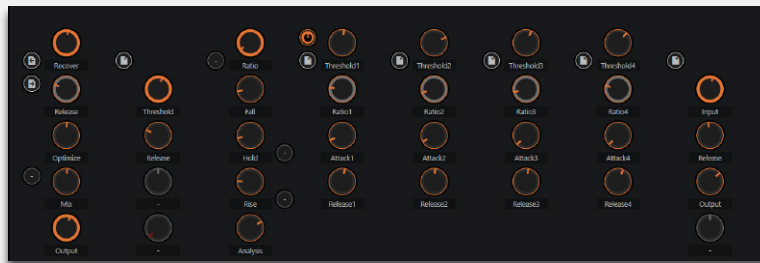 Recover Ratio Threshold1 Threshold2 Threshold3 Threshold4
Release Threshold Fall Ratio1 Ratio2 Ratio3 Ratio4 Input
Optimize Release Hold Attack1 Attack2 Attack3 Attack4 Release
Mix - Rise Release1 Release2 Release3 Release4 Output
Output - Analysis -